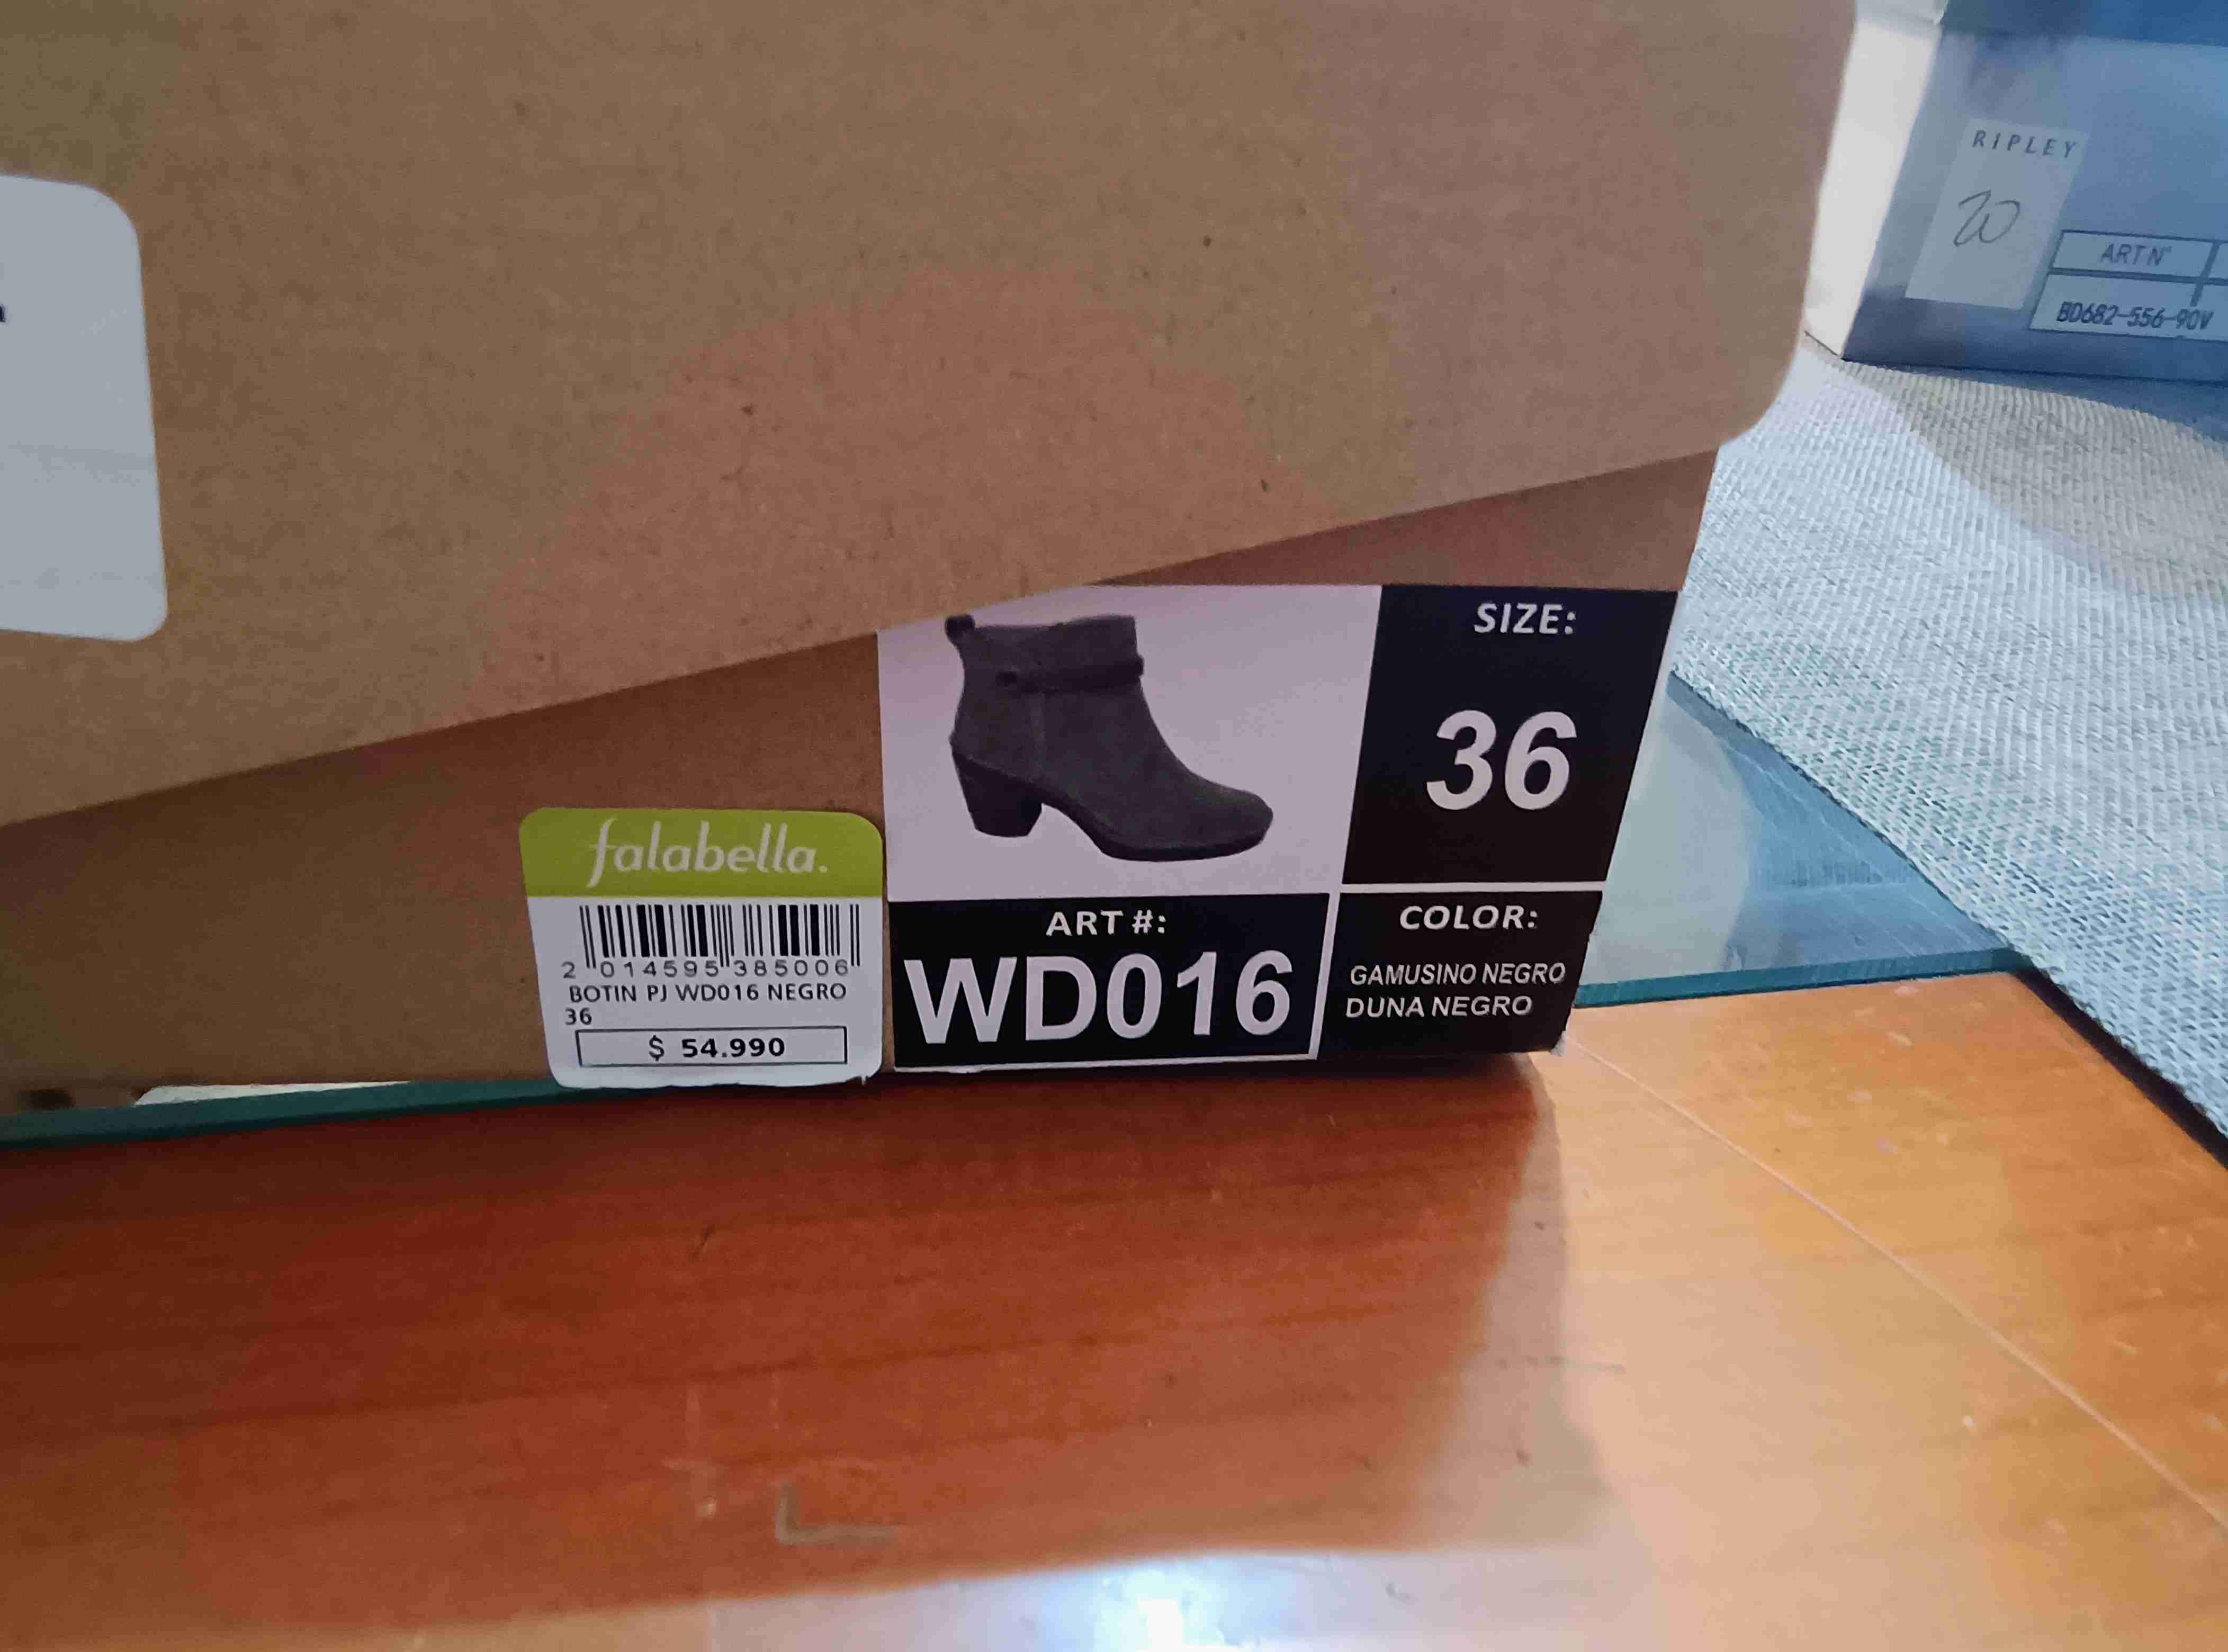 RIPLEY
20
ART N°
BD682-556-90V
SIZE:
36
falabella.
2 014595 385006
BOTIN PJ WD016 NEGRO
36
$ 54.990
ART #:
WD016
COLOR:
GAMUSINO NEGRO
DUNA NEGRO